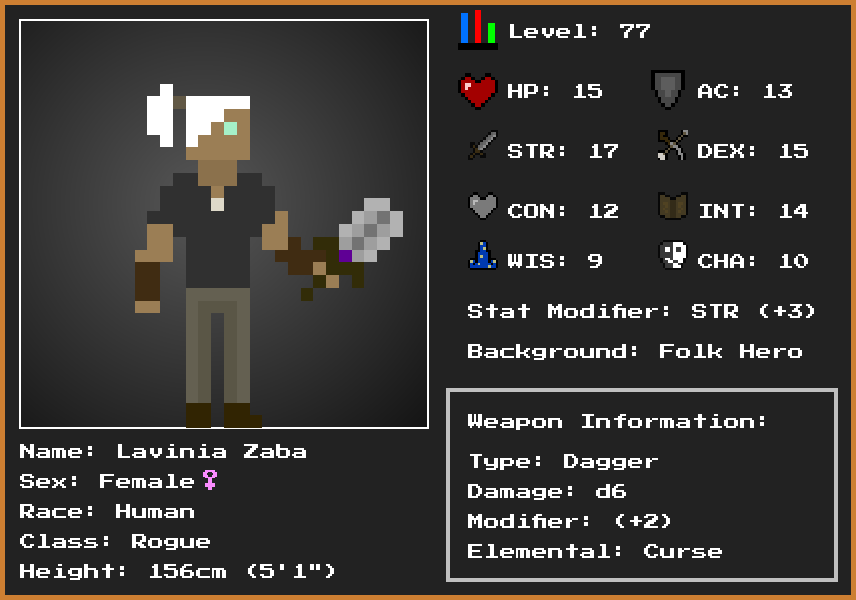 Level: 77
HP: 15
AC: 13
STR: 17
DEX: 15
CON: 12
INT: 14
WIS: 9
CHA: 10
Stat Modifier: STR (+3)
Background: Folk Hero
Weapon Information:
Type: Dagger
Damage: d6
Modifier: (+2)
Elemental: Curse
Name: Lavinia Zaba
Sex: Female♀
Race: Human
Class: Rogue
Height: 156cm (5'1")